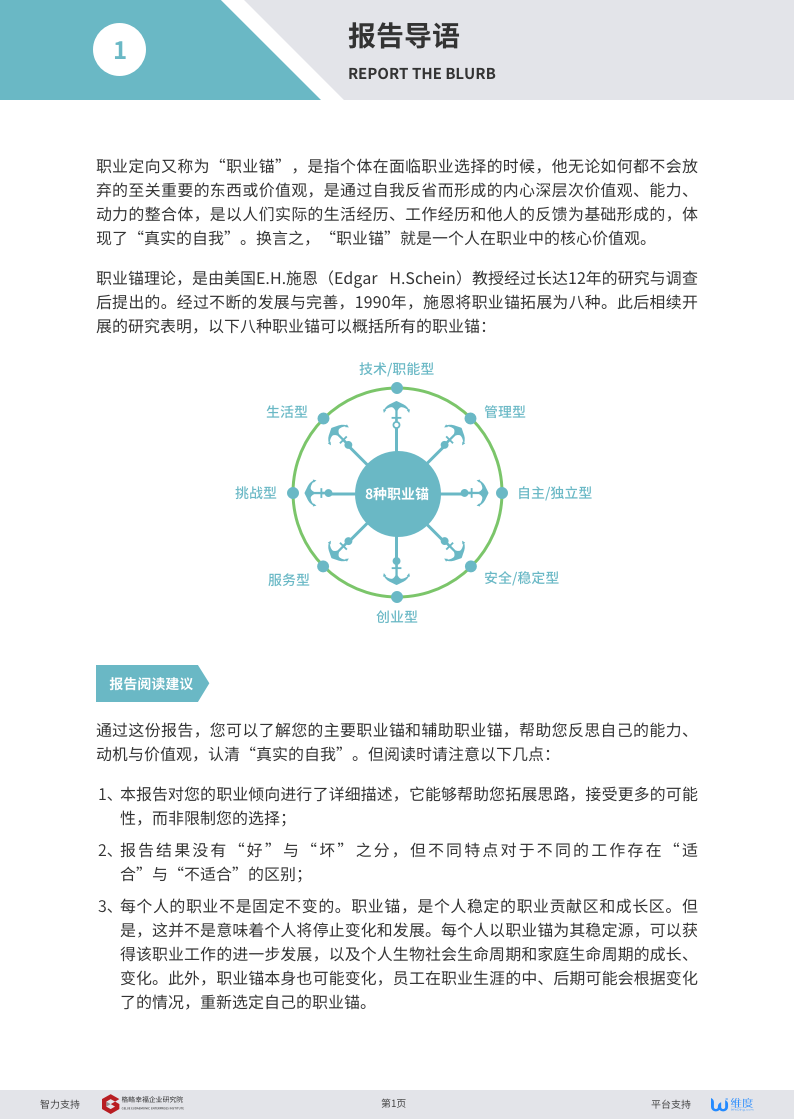 1
报告导语
REPORT THE BLURB
职业定向又称为“职业锚”，是指个体在面临职业选择的时候，他无论如何都不会放
弃的至关重要的东西或价值观，是通过自我反省而形成的内心深层次价值观、能力、
动力的整合体，是以人们实际的生活经历、工作经历和他人的反馈为基础形成的，体
现了“真实的自我”。换言之，“职业锚”就是一个人在职业中的核心价值观。
职业锚理论，是由美国E.H.施恩（Edgar H.Schein）教授经过长达12年的研究与调查
后提出的。经过不断的发展与完善，1990年，施恩将职业锚拓展为八种。此后相续开
展的研究表明，以下八种职业锚可以概括所有的职业锚：
技术/职能型
生活型
管理型
挑战型
8种职业锚
自主/独立型
服务型
安全/稳定型
创业型
报告阅读建议
通过这份报告，您可以了解您的主要职业锚和辅助职业锚，帮助您反思自己的能力、
动机与价值观，认清“真实的自我”。但阅读时请注意以下几点：
1、本报告对您的职业倾向进行了详细描述，它能够帮助您拓展思路，接受更多的可能
性，而非限制您的选择；
2、报告结果没有“好”与“坏”之分，但不同特点对于不同的工作存在“适
合”与“不适合”的区别；
3、每个人的职业不是固定不变的。职业锚，是个人稳定的职业贡献区和成长区。但
是，这并不是意味着个人将停止变化和发展。每个人以职业锚为其稳定源，可以获
得该职业工作的进一步发展，以及个人生物社会生命周期和家庭生命周期的成长、
变化。此外，职业锚本身也可能变化，员工在职业生涯的中、后期可能会根据变化
了的情况，重新选定自己的职业锚。
智力支持
幸福企业研究院
第1页
平台支持
维度